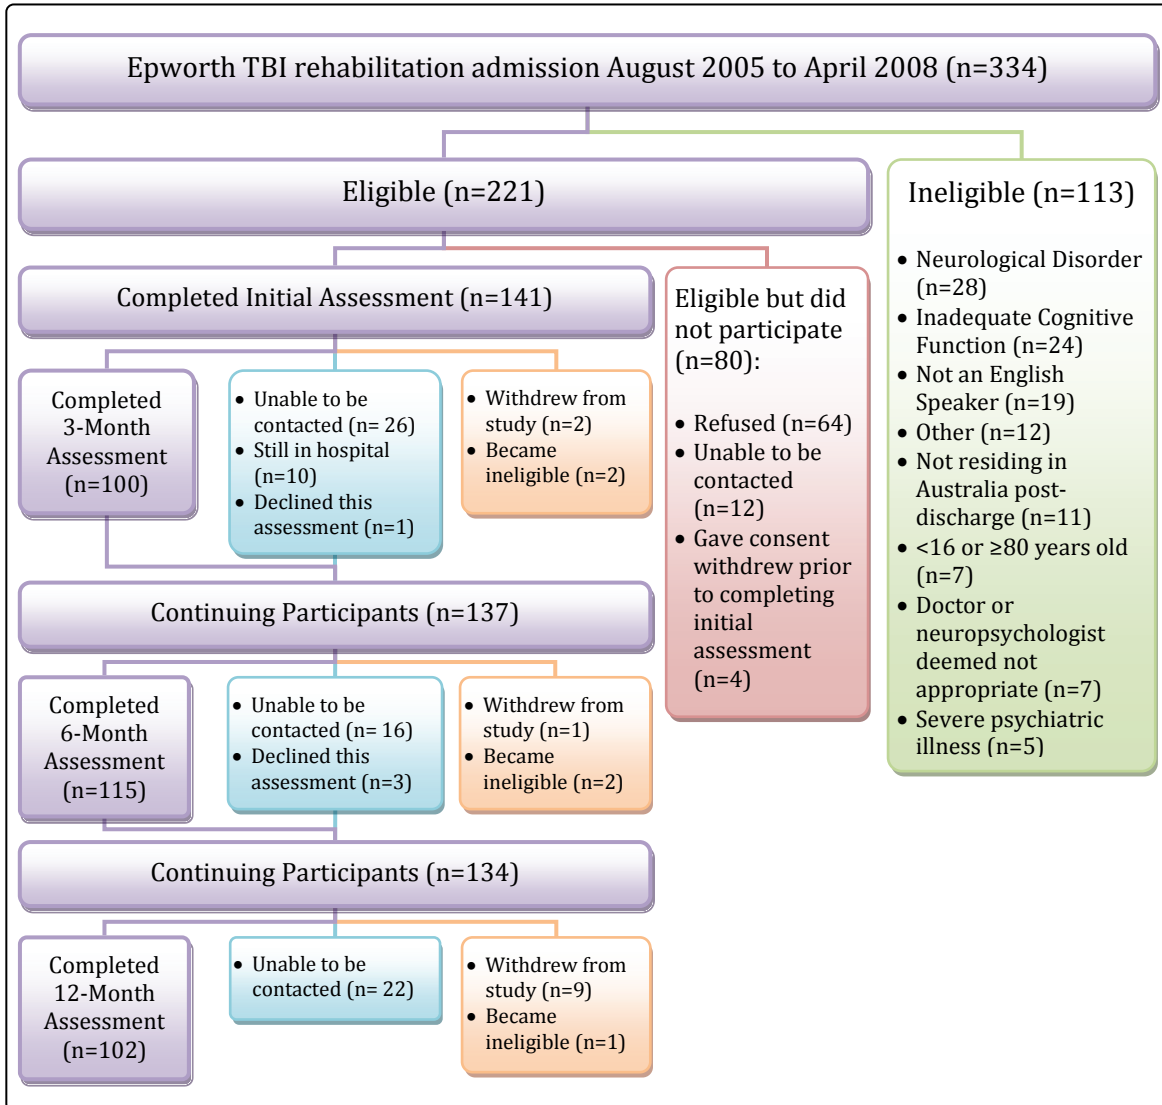 Epworth TBI rehabilitation admission August 2005 to April 2008 (n=334)
Eligible (n=221)
Ineligible (n=113)
• Neurological Disorder
(n=28)
• Inadequate Cognitive
Function (n=24)
• Not an English
Speaker (n=19)
• Other (n=12)
• Not residing in
Australia post-
discharge (n=11)
• <16 or ≥80 years old
(n=7)
• Doctor or
neuropsychologist
deemed not
appropriate (n=7)
• Severe psychiatric
illness (n=5)
Completed Initial Assessment (n=141)
Eligible but did
not participate
(n=80):
• Refused (n=64)
• Unable to be
contacted
(n=12)
• Gave consent
withdrew prior
to completing
initial
assessment
(n=4)
Completed
3-Month
Assessment
(n=100)
• Unable to be
contacted (n= 26)
• Still in hospital
(n=10)
• Declined this
assessment (n=1)
• Withdrew from
study (n=2)
• Became
ineligible (n=2)
Continuing Participants (n=137)
Completed
6-Month
Assessment
(n=115)
• Unable to be
contacted (n= 16)
• Declined this
assessment (n=3)
• Withdrew from
study (n=1)
• Became
ineligible (n=2)
Continuing Participants (n=134)
Completed
12-Month
Assessment
(n=102)
• Unable to be
contacted (n= 22)
• Withdrew from
study (n=9)
• Became
ineligible (n=1)